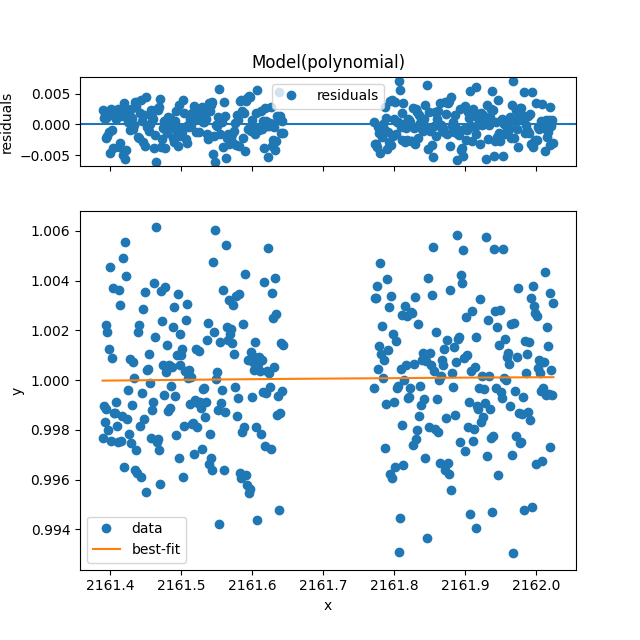 Model(polynomial)
residuals
0.005
0.000
−0.005
residuals
y
1.006
1.004
1.002
1.000
0.998
0.996
0.994
data
best-fit
2161.4 2161.5 2161.6 2161.7 2161.8 2161.9 2162.0
x